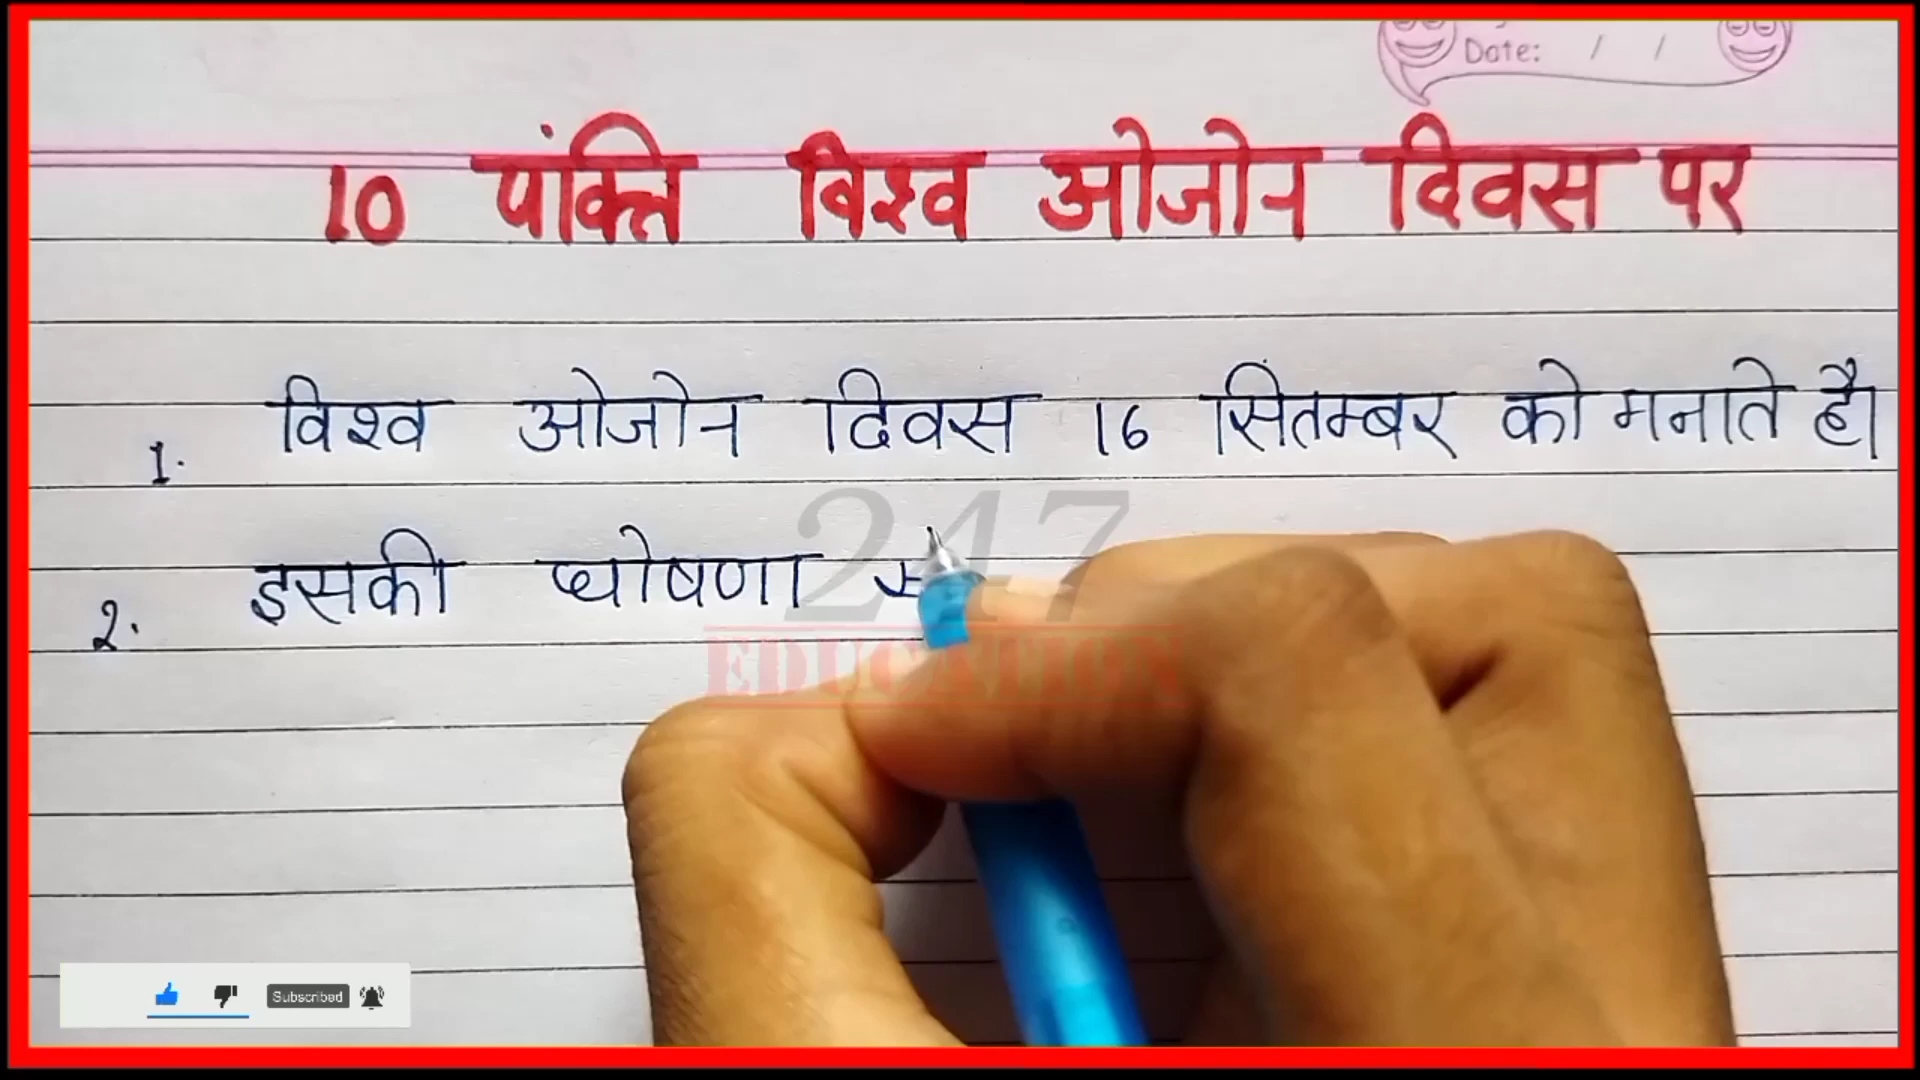 Date: / /
10 पंक्ति विश्व ओजोन दिवस पर
1. विश्व ओजोन दिवस 16 सितम्बर को मनाते है।
2. इसकी घोषणा
247
EDUCATION
Subscribed